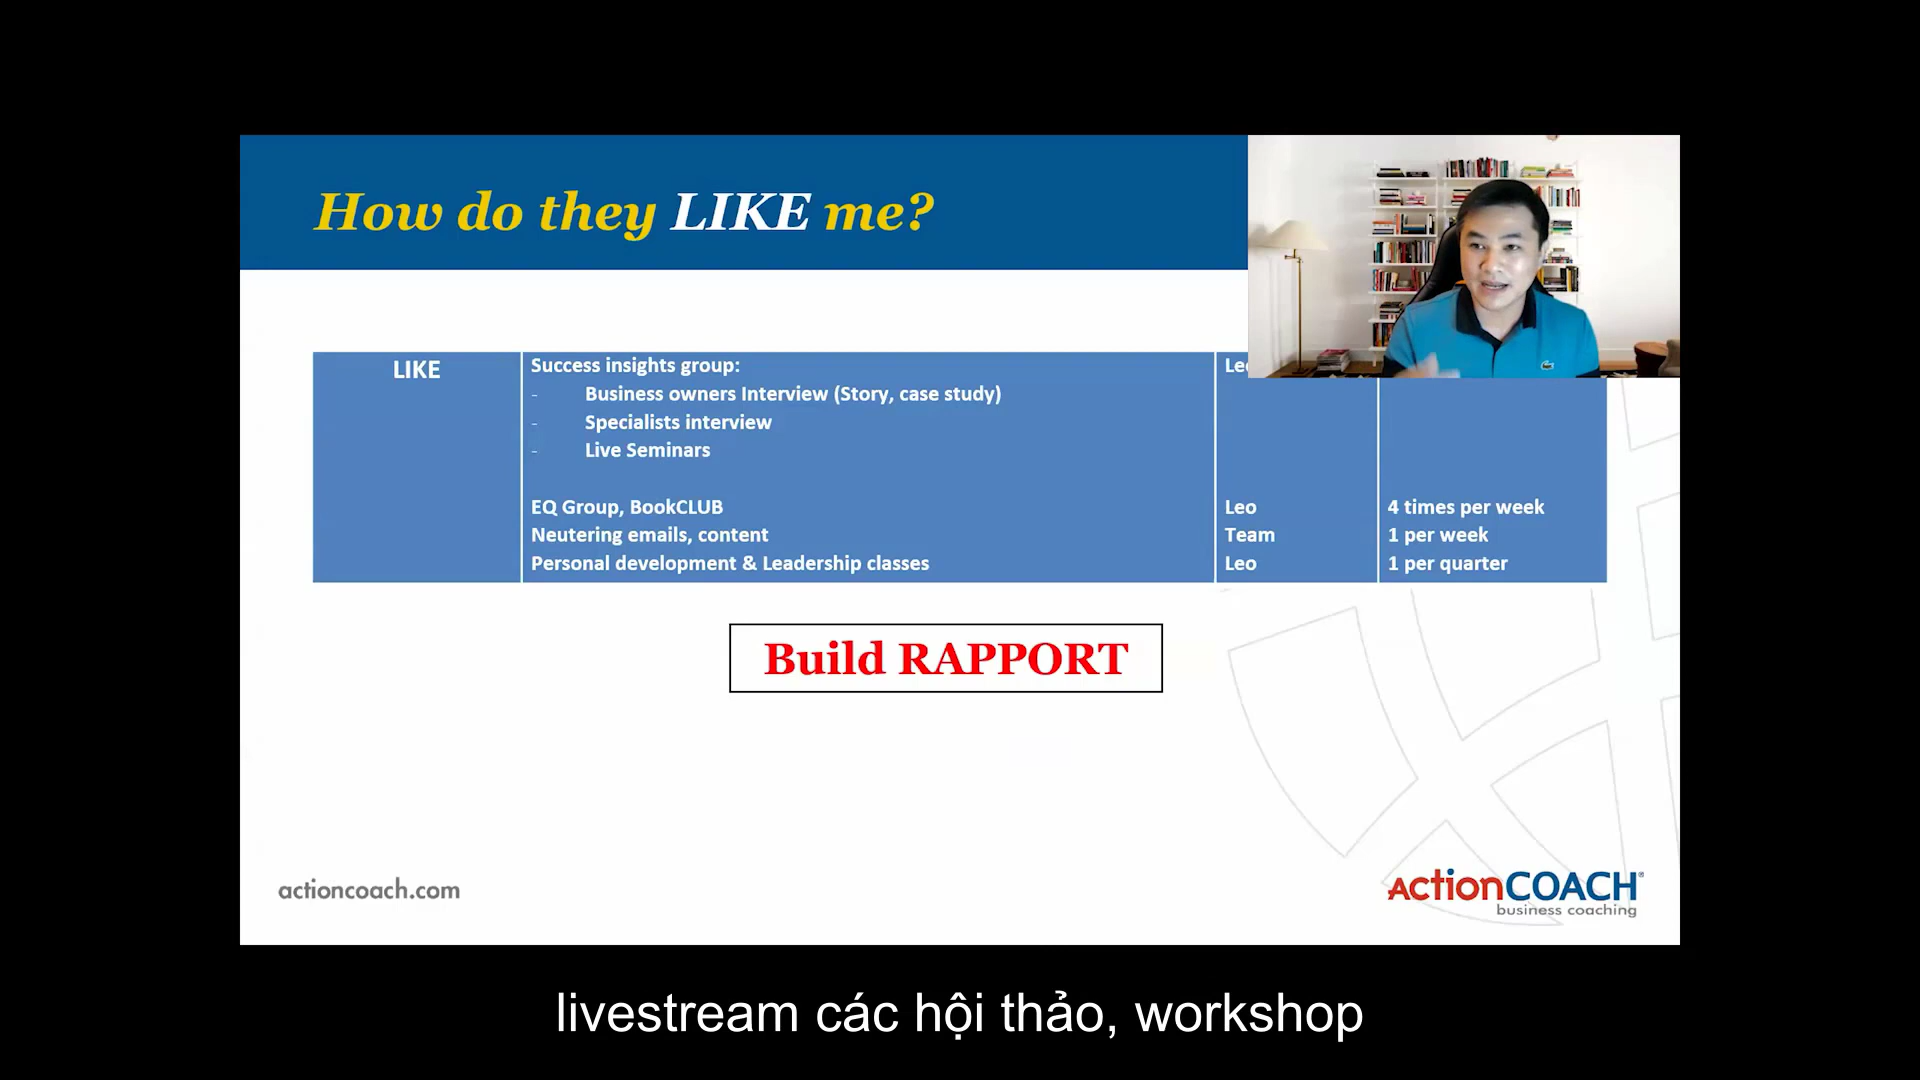 How do they LIKE me?
LIKE
Success insights group:
- Business owners Interview (Story, case study)
- Specialists interview
- Live Seminars
EQ Group, BookCLUB Leo 4 times per week
Neutering emails, content Team 1 per week
Personal development & Leadership classes Leo 1 per quarter
Build RAPPORT
actioncoach.com
ActionCOACH®
business coaching
livestream các hội thảo, workshop